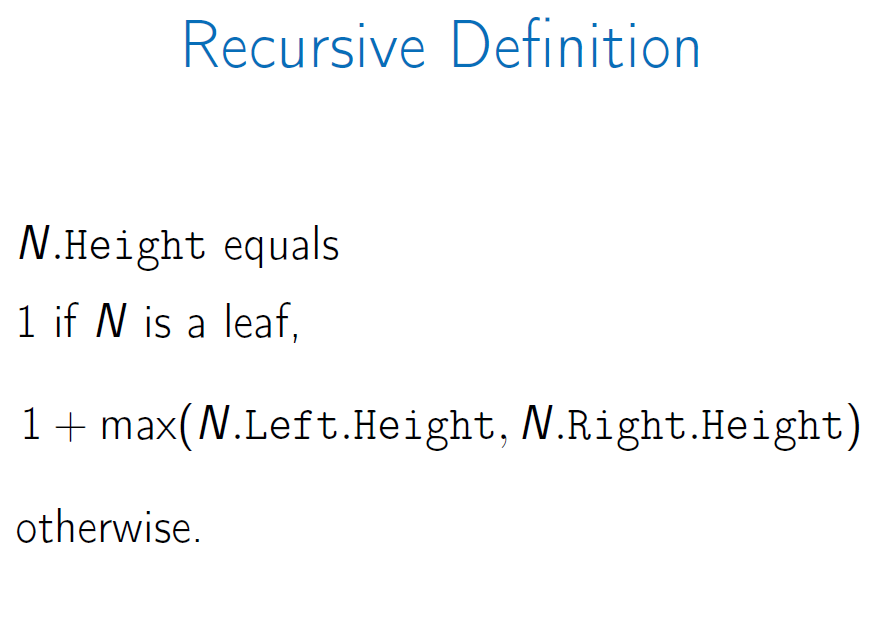 Recursive Definition
N.Height equals
1 if N is a leaf,
1 + max(N.Left.Height, N.Right.Height)
otherwise.